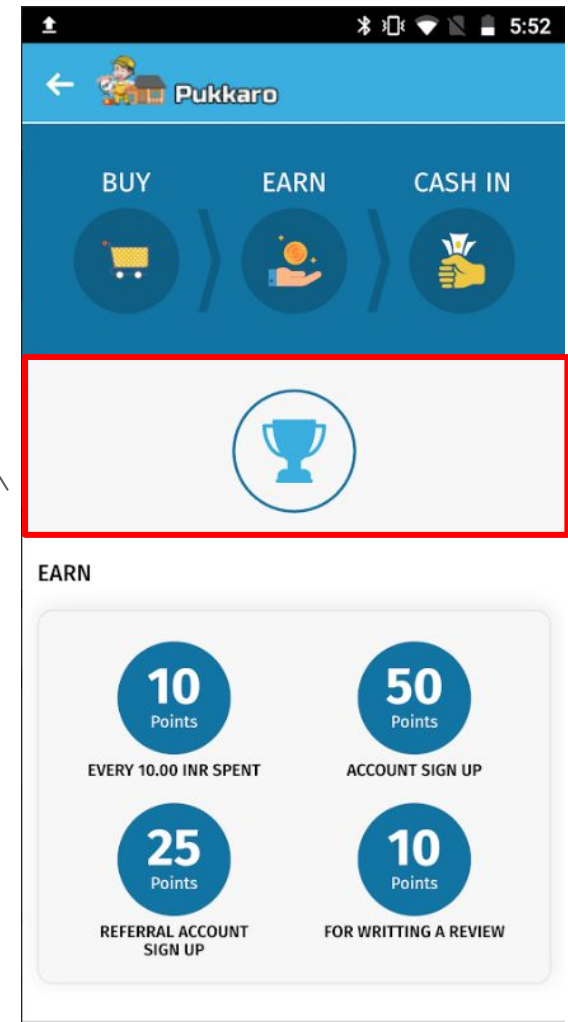 5:52
Pukkaro
BUY EARN CASH IN
EARN
10
Points
EVERY 10.00 INR SPENT
50
Points
ACCOUNT SIGN UP
25
Points
REFERRAL ACCOUNT
SIGN UP
10
Points
FOR WRITTING A REVIEW